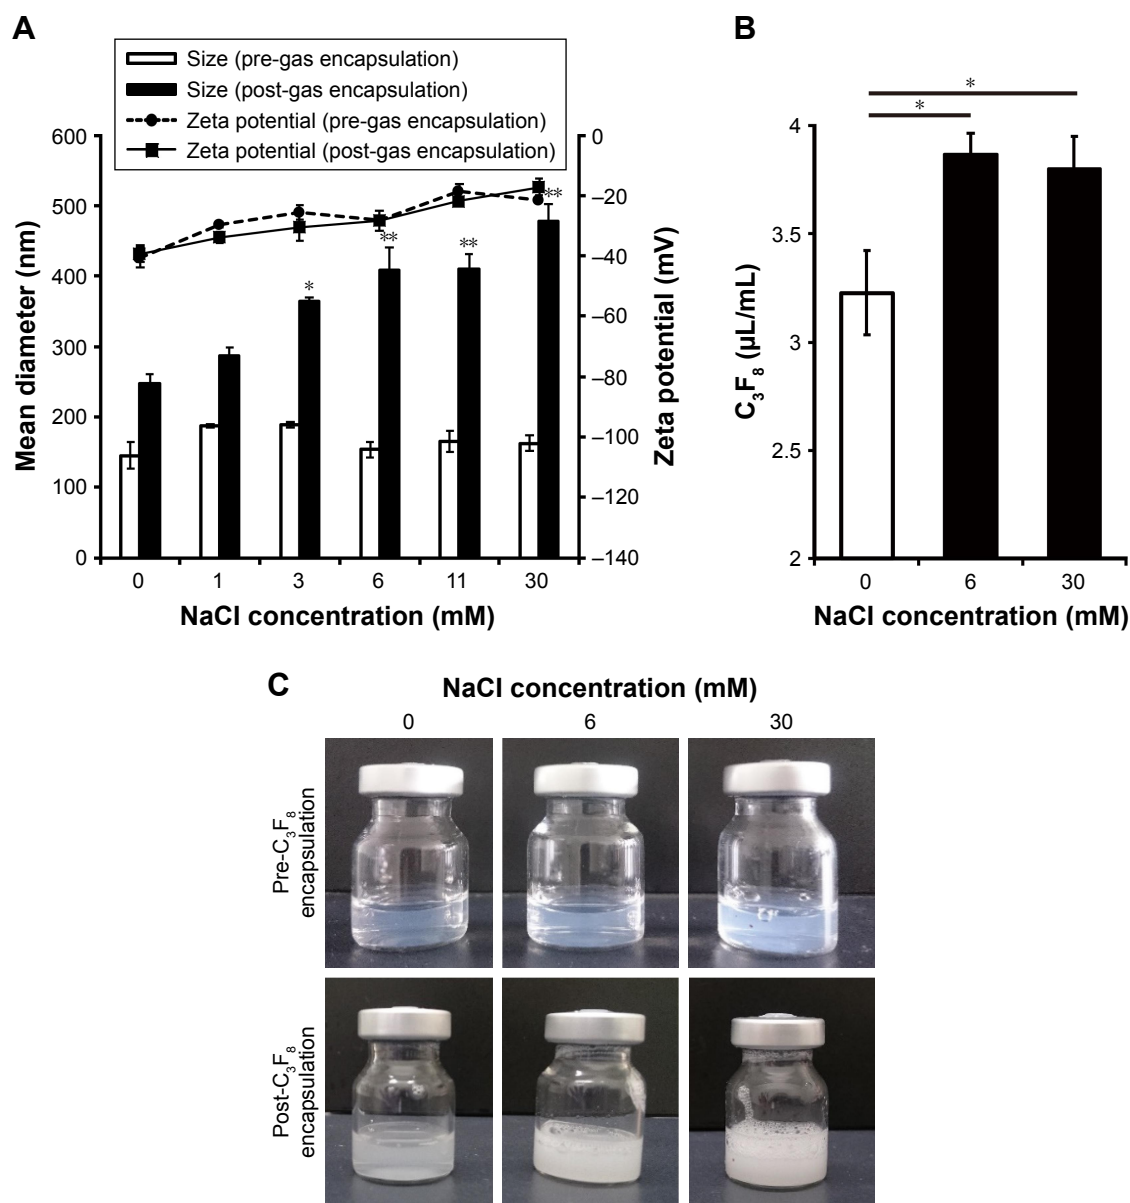 A
Size (pre-gas encapsulation)
Size (post-gas encapsulation)
Zeta potential (pre-gas encapsulation)
Zeta potential (post-gas encapsulation)
Mean diameter (nm)
600
500
400
300
200
100
0
*
**
**
**
0
–20
–40
–60
–80
–100
–120
–140
Zeta potential (mV)
0 1 3 6 11 30
NaCl concentration (mM)
B
*
*
C₃F₈ (µL/mL)
4
3.5
3
2.5
2
0 6 30
NaCl concentration (mM)
C
NaCl concentration (mM)
0 6 30
Pre-C₃F₈
encapsulation
Post-C₃F₈
encapsulation